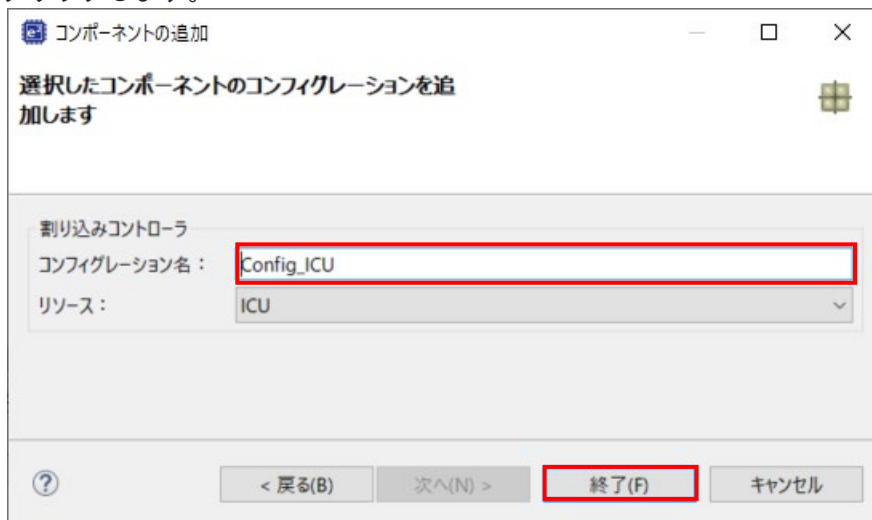 コンポーネントの追加
選択したコンポーネントのコンフィグレーションを追
加します
割り込みコントローラ
コンフィグレーション名：
Config_ICU
リソース：
ICU
< 戻る(B)
次へ(N) >
終了(F)
キャンセル